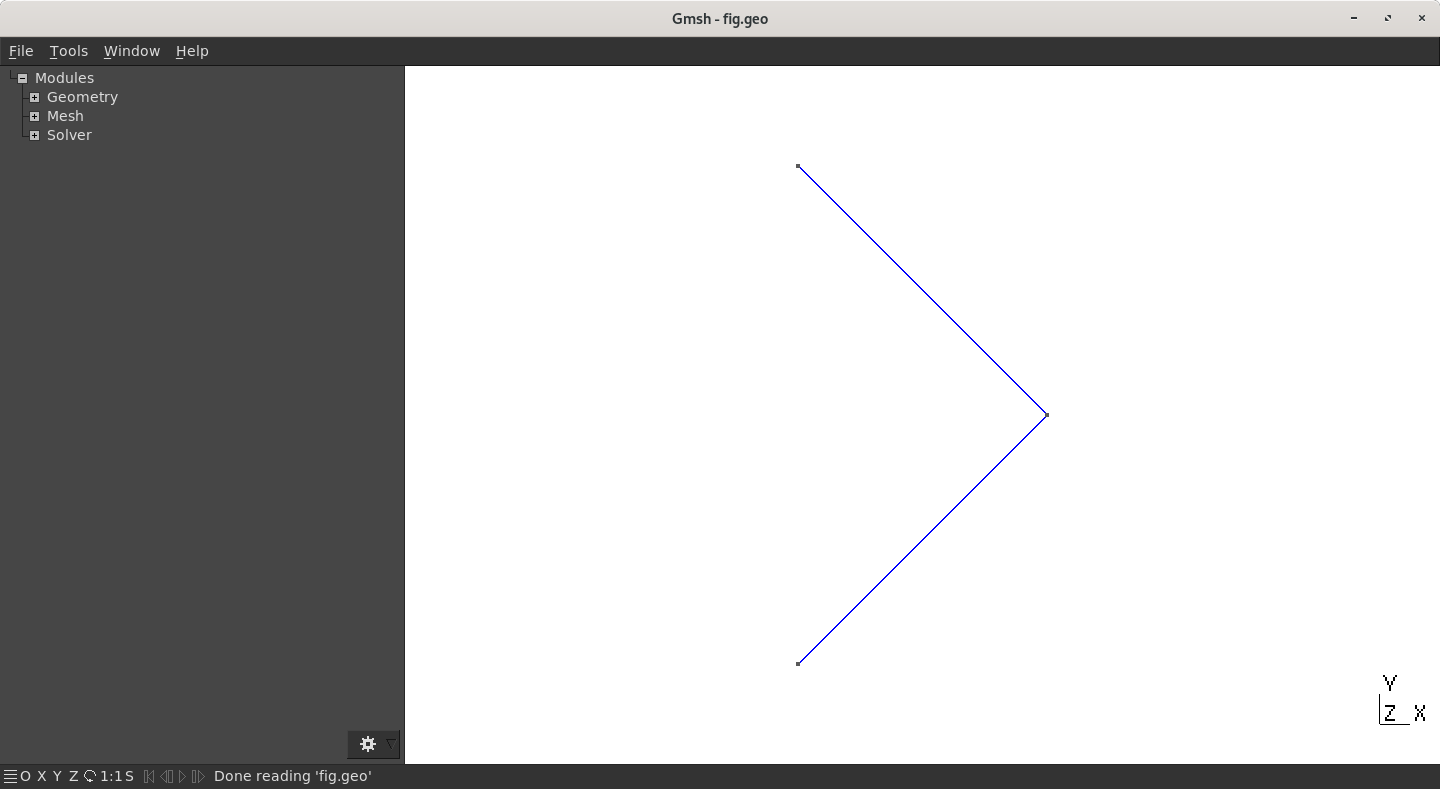 Gmsh - fig.geo
File Tools Window Help
Modules
Geometry
Mesh
Solver
Y
Z X
O X Y Z 1:1 S Done reading 'fig.geo'